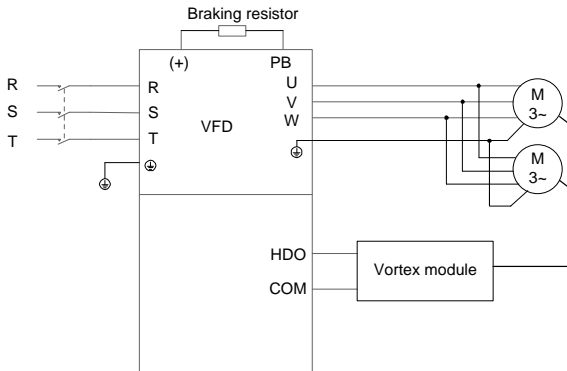 Braking resistor
(+) PB
R R U
S S V
T T W
VFD
M
3~
M
3~
HDO
COM
Vortex module